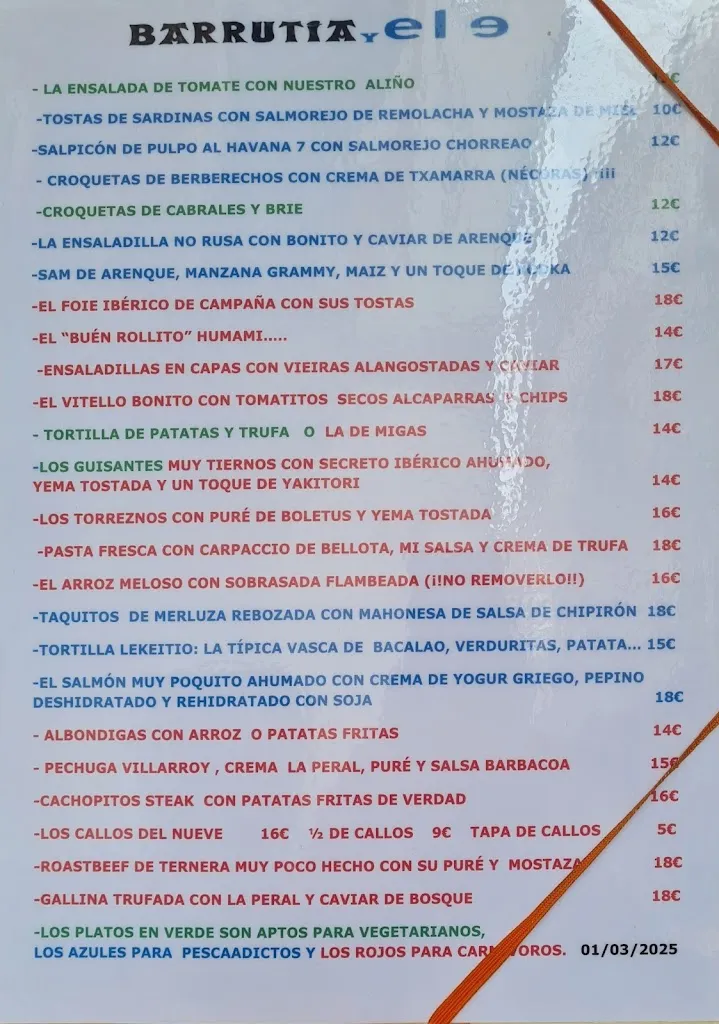 BARRUTIA Y ele
- LA ENSALADA DE TOMATE CON NUESTRO ALIÑO €
-TOSTAS DE SARDINAS CON SALMOREJO DE REMOLACHA Y MOSTAZA DE MIEL 10€
-SALPICÓN DE PULPO AL HAVANA 7 CON SALMOREJO CHORREAO 12€
- CROQUETAS DE BERBERECHOS CON CREMA DE TXAMARRA (NÉCORAS) ¡¡¡
-CROQUETAS DE CABRALES Y BRIE 12€
-LA ENSALADILLA NO RUSA CON BONITO Y CAVIAR DE ARENQUE 12€
-SAM DE ARENQUE, MANZANA GRAMMY, MAIZ Y UN TOQUE DE VODKA 15€
-EL FOIE IBÉRICO DE CAMPAÑA CON SUS TOSTAS 18€
-EL “BUÉN ROLLITO” HUMAMI..... 14€
-ENSALADILLAS EN CAPAS CON VIEIRAS ALANGOSTADAS Y CAVIAR 17€
-EL VITELLO BONITO CON TOMATITOS SECOS ALCAPARRAS Y CHIPS 18€
- TORTILLA DE PATATAS Y TRUFA O LA DE MIGAS 14€
-LOS GUISANTES MUY TIERNOS CON SECRETO IBÉRICO AHUMADO,
YEMA TOSTADA Y UN TOQUE DE YAKITORI 14€
-LOS TORREZNOS CON PURÉ DE BOLETUS Y YEMA TOSTADA 16€
-PASTA FRESCA CON CARPACCIO DE BELLOTA, MI SALSA Y CREMA DE TRUFA 18€
-EL ARROZ MELOSO CON SOBRASADA FLAMBEADA (¡!NO REMOVERLO!!) 16€
-TAQUITOS DE MERLUZA REBOZADA CON MAHONESA DE SALSA DE CHIPIRÓN 18€
-TORTILLA LEKEITIO: LA TÍPICA VASCA DE BACALAO, VERDURITAS, PATATA... 15€
-EL SALMÓN MUY POQUITO AHUMADO CON CREMA DE YOGUR GRIEGO, PEPINO
DESHIDRATADO Y REHIDRATADO CON SOJA 18€
- ALBONDIGAS CON ARROZ O PATATAS FRITAS 14€
- PECHUGA VILLARROY , CREMA LA PERAL, PURÉ Y SALSA BARBACOA 15€
-CACHOPITOS STEAK CON PATATAS FRITAS DE VERDAD 16€
-LOS CALLOS DEL NUEVE 16€ ½ DE CALLOS 9€ TAPA DE CALLOS 5€
-ROASTBEEF DE TERNERA MUY POCO HECHO CON SU PURÉ Y MOSTAZA 18€
-GALLINA TRUFADA CON LA PERAL Y CAVIAR DE BOSQUE 18€
-LOS PLATOS EN VERDE SON APTOS PARA VEGETARIANOS,
LOS AZULES PARA PESCAADICTOS Y LOS ROJOS PARA CARNIVOROS. 01/03/2025